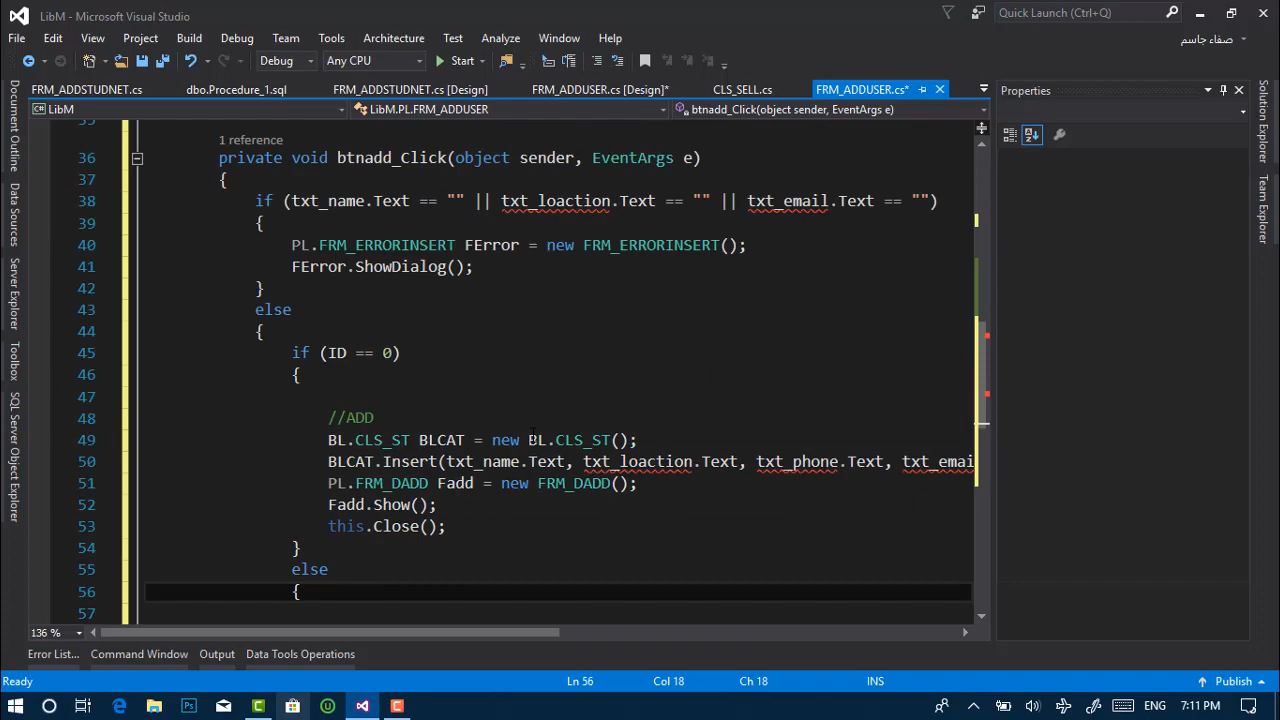 LibM - Microsoft Visual Studio
Quick Launch (Ctrl+Q)
File Edit View Project Build Debug Team Tools Architecture Test Analyze Window Help
صفاء جاسم
Debug Any CPU Start
FRM_ADDSTUDNET.cs dbo.Procedure_1.sql FRM_ADDSTUDNET.cs [Design] FRM_ADDUSER.cs [Design]* CLS_SELL.cs FRM_ADDUSER.cs*
Properties
LibM LibM.PL.FRM_ADDUSER btnadd_Click(object sender, EventArgs e)
Document Outline
Data Sources
Server Explorer
Toolbox
SQL Server Object Explorer
Solution Explorer
Team Explorer
35
1 reference
36 private void btnadd_Click(object sender, EventArgs e)
37 {
38 if (txt_name.Text == "" || txt_loaction.Text == "" || txt_email.Text == "")
39 {
40 PL.FRM_ERRORINSERT FError = new FRM_ERRORINSERT();
41 FError.ShowDialog();
42 }
43 else
44 {
45 if (ID == 0)
46 {
47
48 //ADD
49 BL.CLS_ST BLCAT = new BL.CLS_ST();
50 BLCAT.Insert(txt_name.Text, txt_loaction.Text, txt_phone.Text, txt_emai
51 PL.FRM_DADD Fadd = new FRM_DADD();
52 Fadd.Show();
53 this.Close();
54 }
55 else
56 {
57
136 %
Error List... Command Window Output Data Tools Operations
Ready Ln 56 Col 18 Ch 18 INS Publish
ENG 7:11 PM